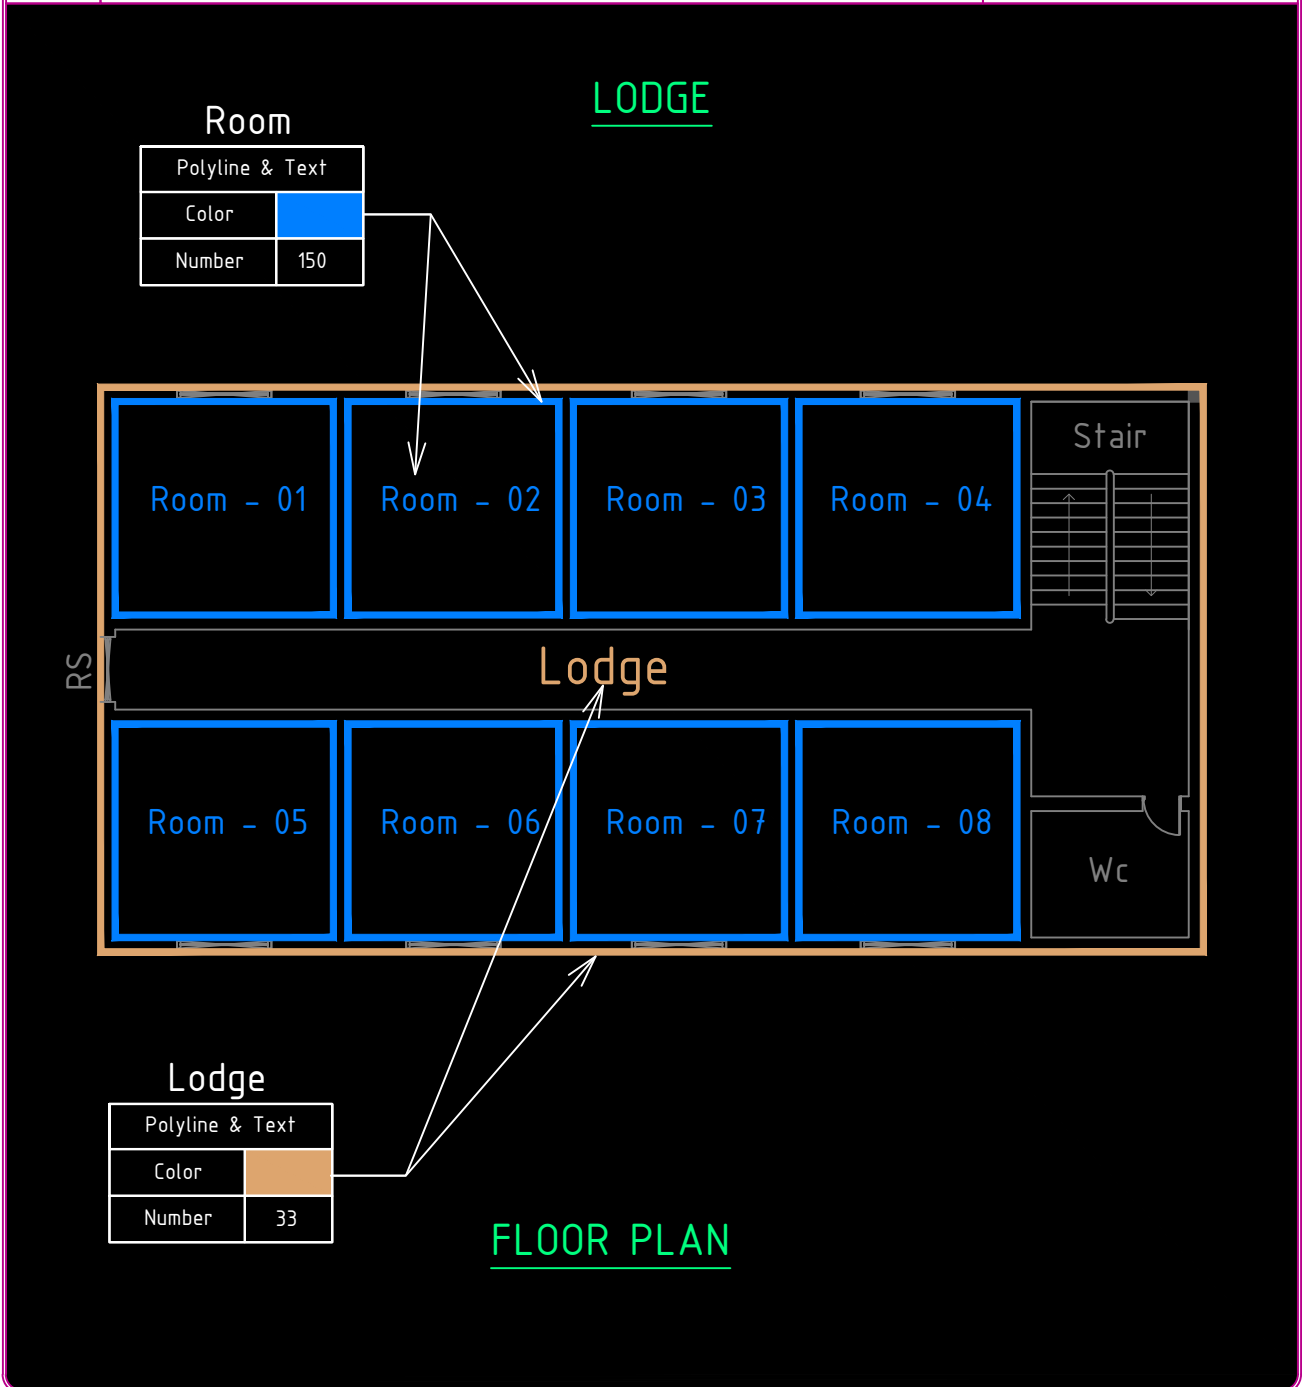 LODGE
Room
Polyline & Text
Color
Number 150
Room - 01 Room - 02 Room - 03 Room - 04
Stair
RS
Lodge
Room - 05 Room - 06 Room - 07 Room - 08
Wc
Lodge
Polyline & Text
Color
Number 33
FLOOR PLAN